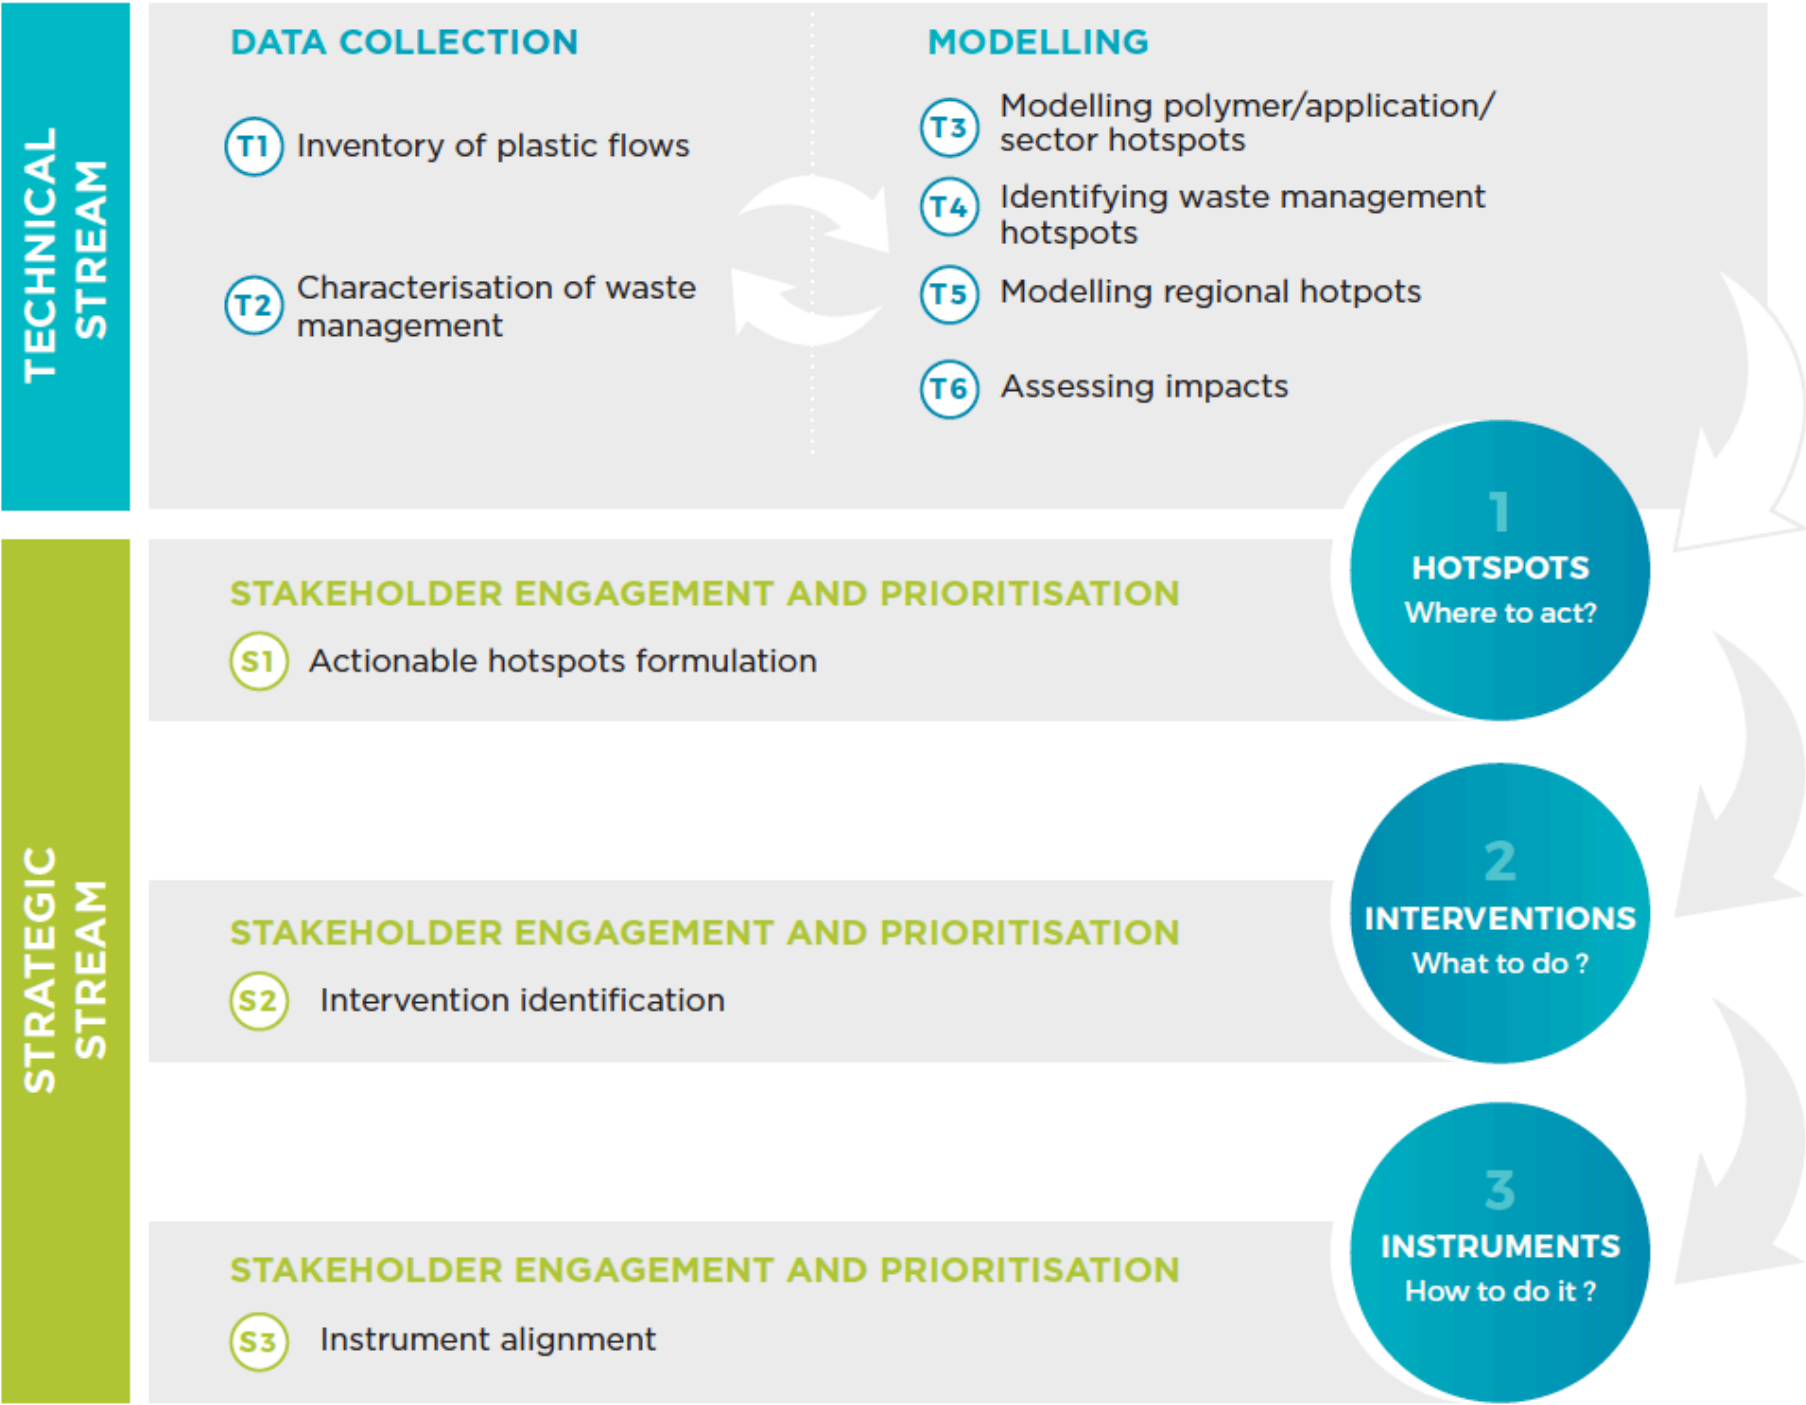 TECHNICAL
STREAM
DATA COLLECTION
T1 Inventory of plastic flows
T2 Characterisation of waste
management
MODELLING
T3 Modelling polymer/application/
sector hotspots
T4 Identifying waste management
hotspots
T5 Modelling regional hotpots
T6 Assessing impacts
1
HOTSPOTS
Where to act?
STRATEGIC
STREAM
STAKEHOLDER ENGAGEMENT AND PRIORITISATION
S1 Actionable hotspots formulation
2
INTERVENTIONS
What to do ?
STAKEHOLDER ENGAGEMENT AND PRIORITISATION
S2 Intervention identification
3
INSTRUMENTS
How to do it ?
STAKEHOLDER ENGAGEMENT AND PRIORITISATION
S3 Instrument alignment